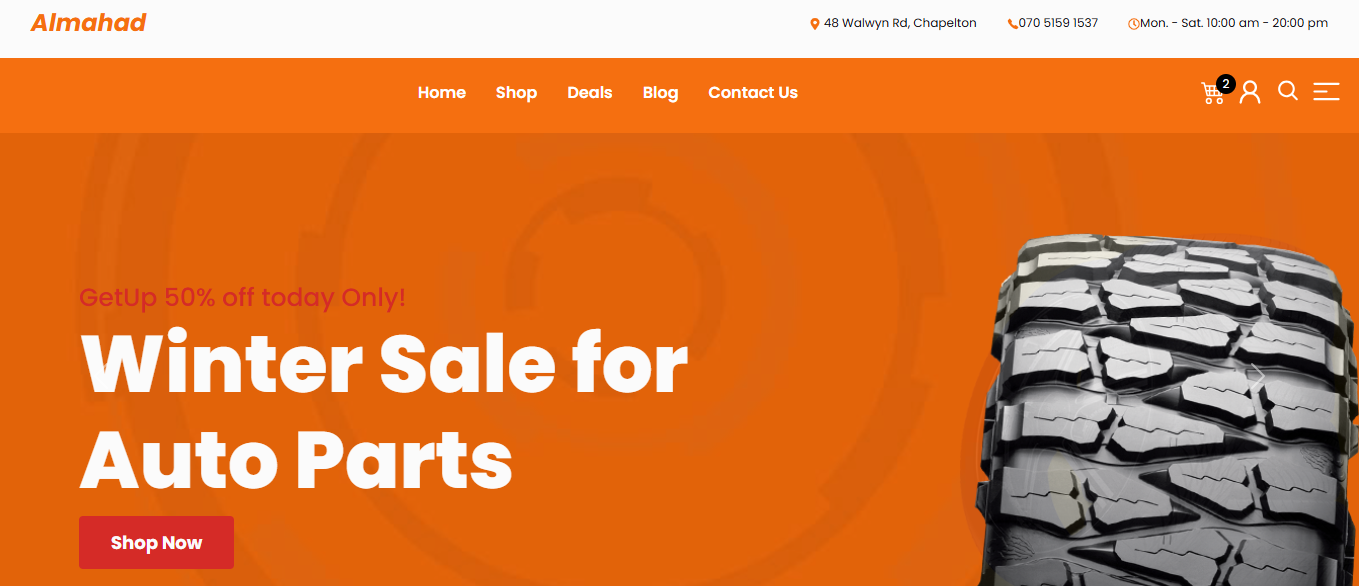 Almahad
48 Walwyn Rd, Chapelton
070 5159 1537
Mon. - Sat. 10:00 am - 20:00 pm
Home
Shop
Deals
Blog
Contact Us
2
GetUp 50% off today Only!
Winter Sale for
Auto Parts
Shop Now